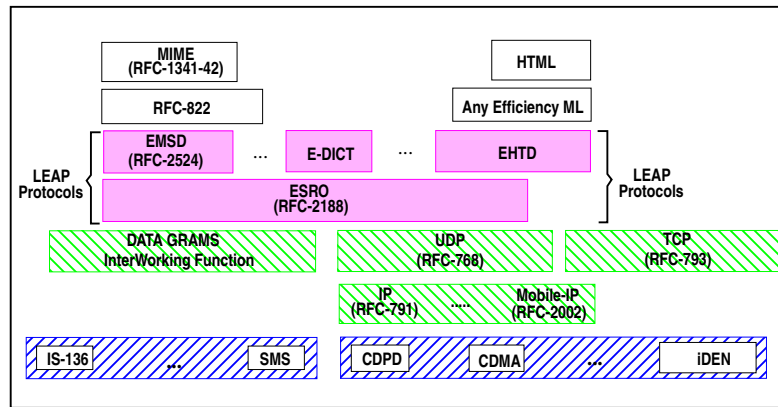 MIME
(RFC-1341-42)
HTML
RFC-822
Any Efficiency ML
LEAP
Protocols
EMSD
(RFC-2524)
...
E-DICT
...
EHTD
LEAP
Protocols
ESRO
(RFC-2188)
DATA GRAMS
InterWorking Function
UDP
(RFC-768)
TCP
(RFC-793)
IP
(RFC-791)
.....
Mobile-IP
(RFC-2002)
IS-136
...
SMS
CDPD
CDMA
...
iDEN